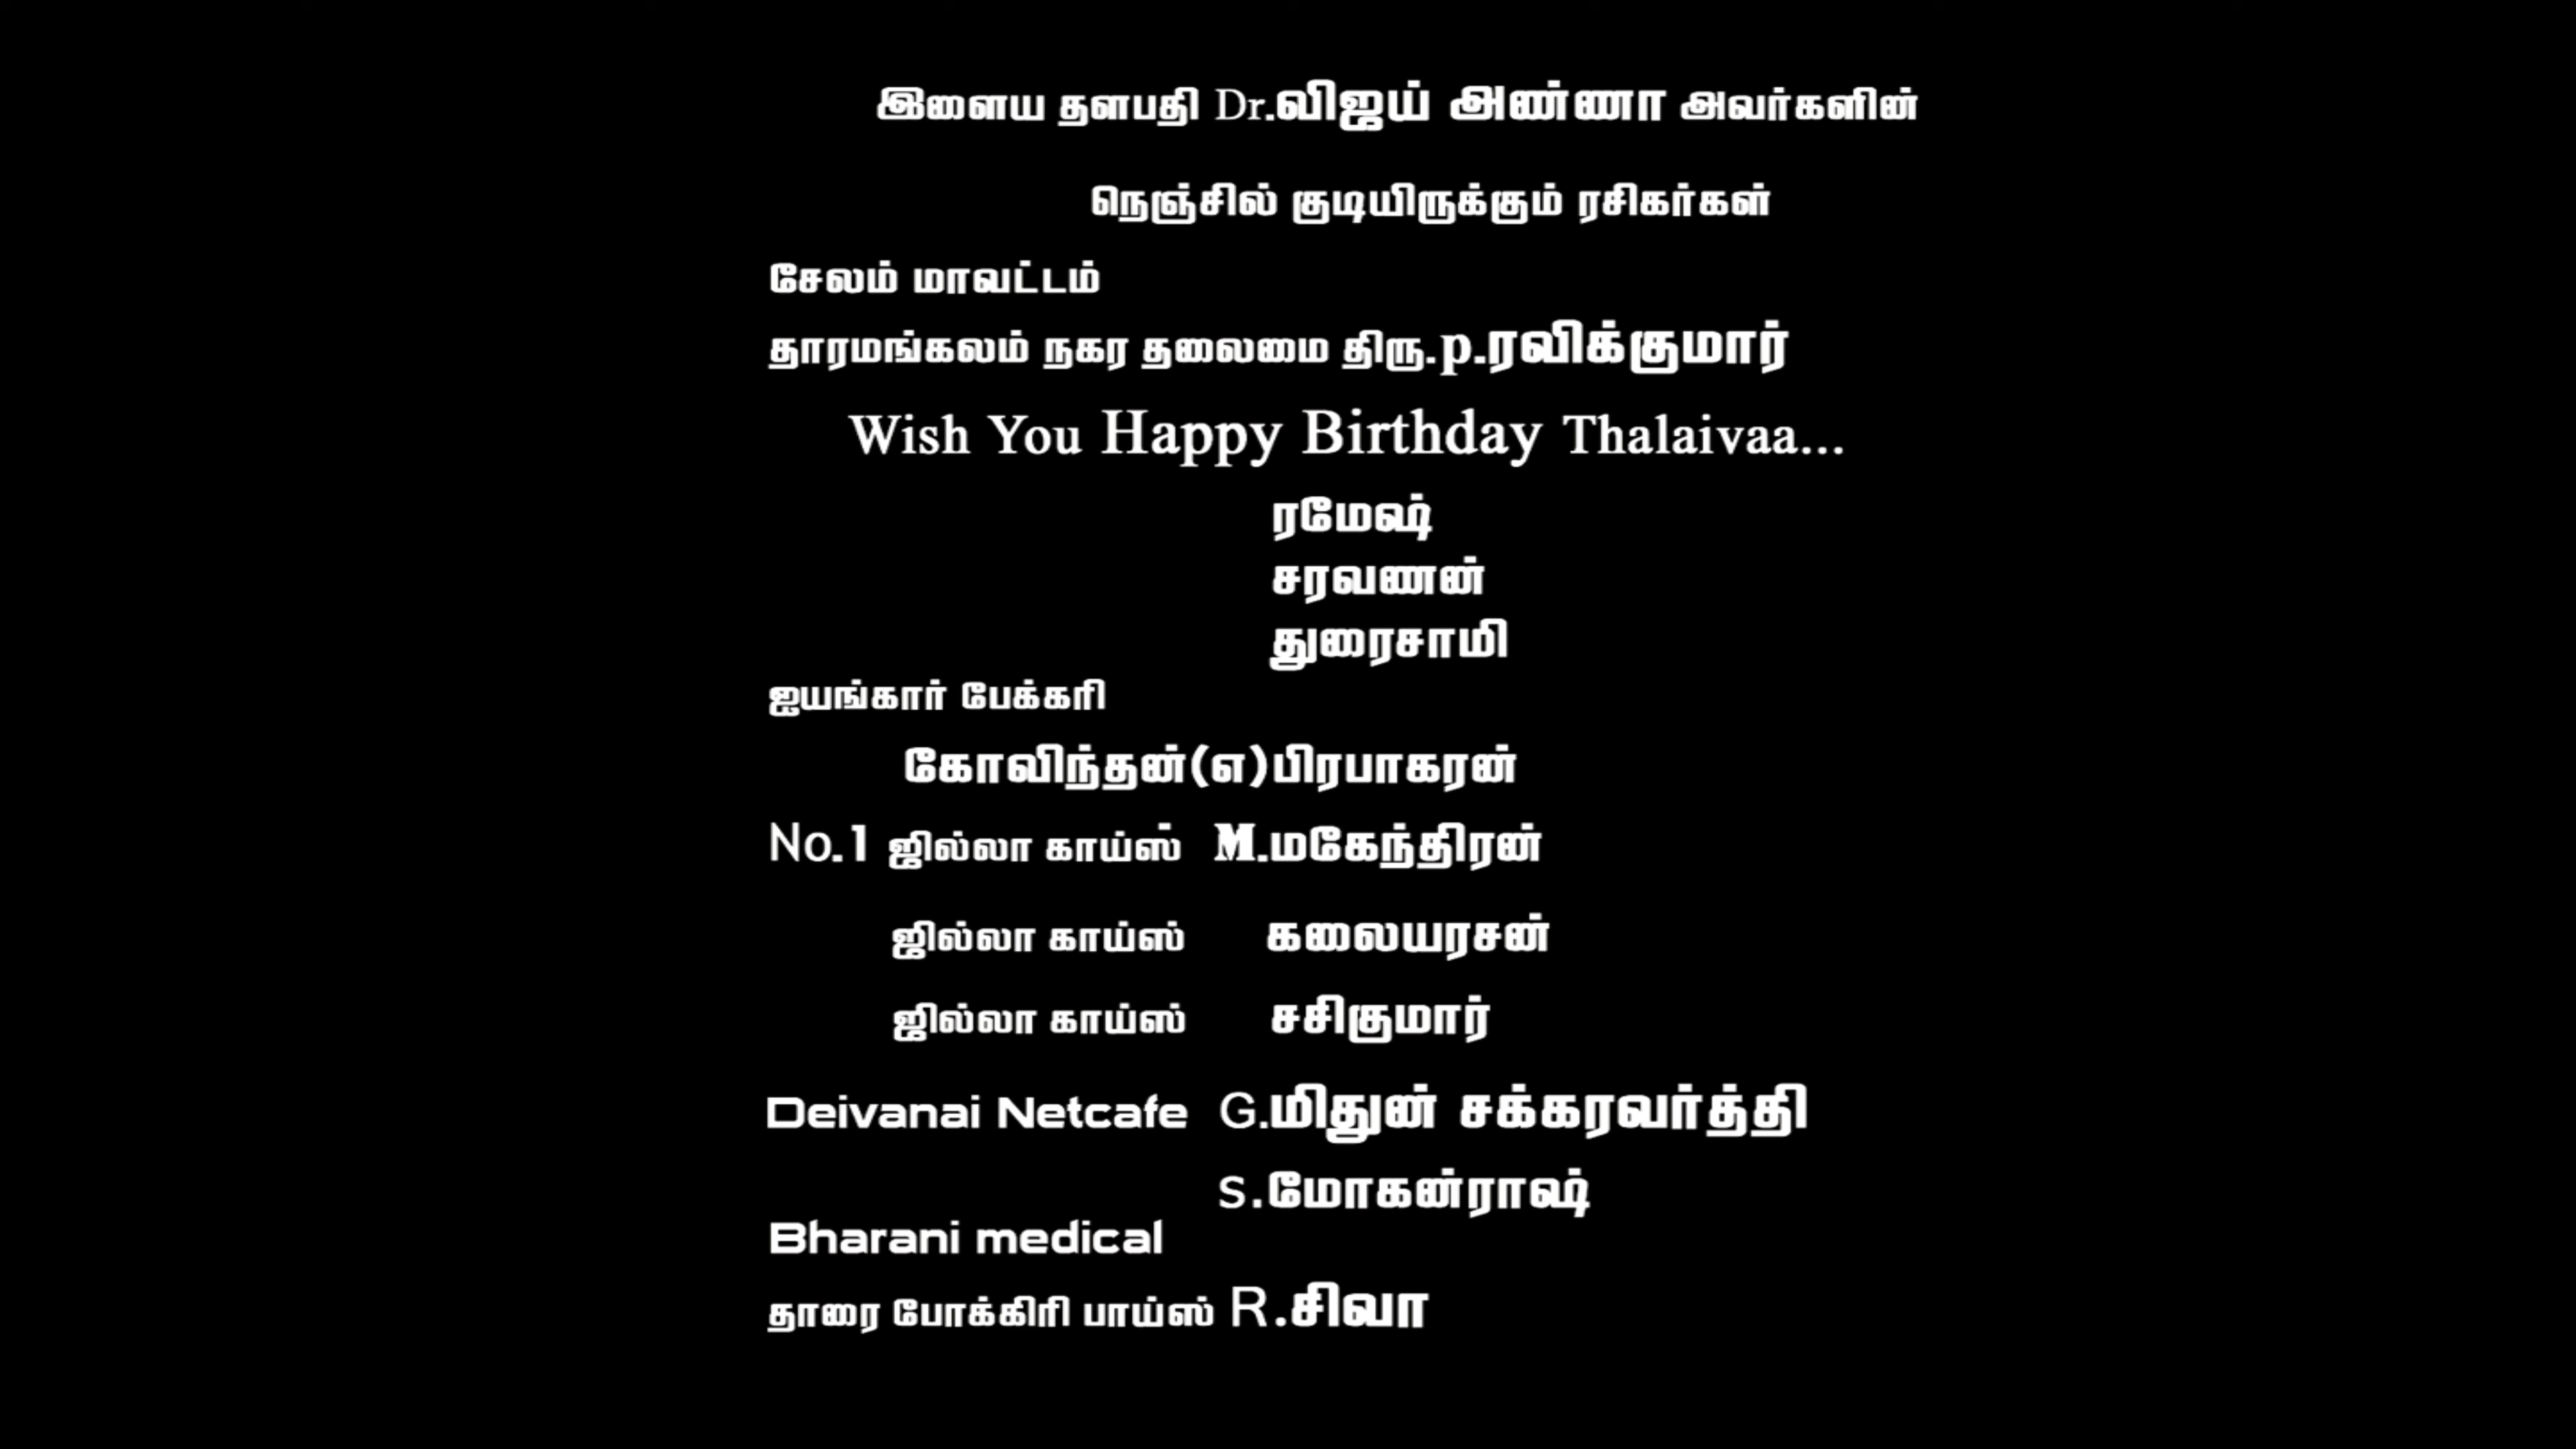 இளைய தளபதி Dr.விஜய் அண்ணா அவர்களின்
நெஞ்சில் குடியிருக்கும் ரசிகர்கள்
சேலம் மாவட்டம்
தாரமங்கலம் நகர தலைமை திரு.p.ரவிக்குமார்
Wish You Happy Birthday Thalaivaa...
ரமேஷ்
சரவணன்
துரைசாமி
ஐயங்கார் பேக்கரி
கோவிந்தன்(எ)பிரபாகரன்
No.1 ஜில்லா காய்ஸ் M.மகேந்திரன்
ஜில்லா காய்ஸ் கலையரசன்
ஜில்லா காய்ஸ் சசிகுமார்
Deivanai Netcafe G.மிதுன் சக்கரவர்த்தி
s.மோகன்ராஷ்
Bharani medical
தாரை போக்கிரி பாய்ஸ் R.சிவா